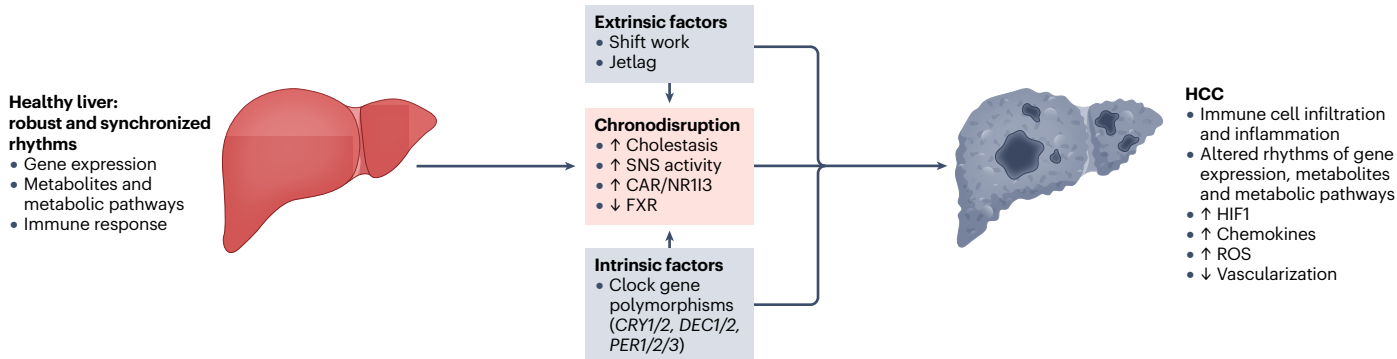 Healthy liver:
robust and synchronized
rhythms
• Gene expression
• Metabolites and
metabolic pathways
• Immune response
Extrinsic factors
• Shift work
• Jetlag
Chronodisruption
• ↑ Cholestasis
• ↑ SNS activity
• ↑ CAR/NR1I3
• ↓ FXR
Intrinsic factors
• Clock gene
polymorphisms
(CRY1/2, DEC1/2,
PER1/2/3)
HCC
• Immune cell infiltration
and inflammation
• Altered rhythms of gene
expression, metabolites
and metabolic pathways
• ↑ HIF1
• ↑ Chemokines
• ↑ ROS
• ↓ Vascularization